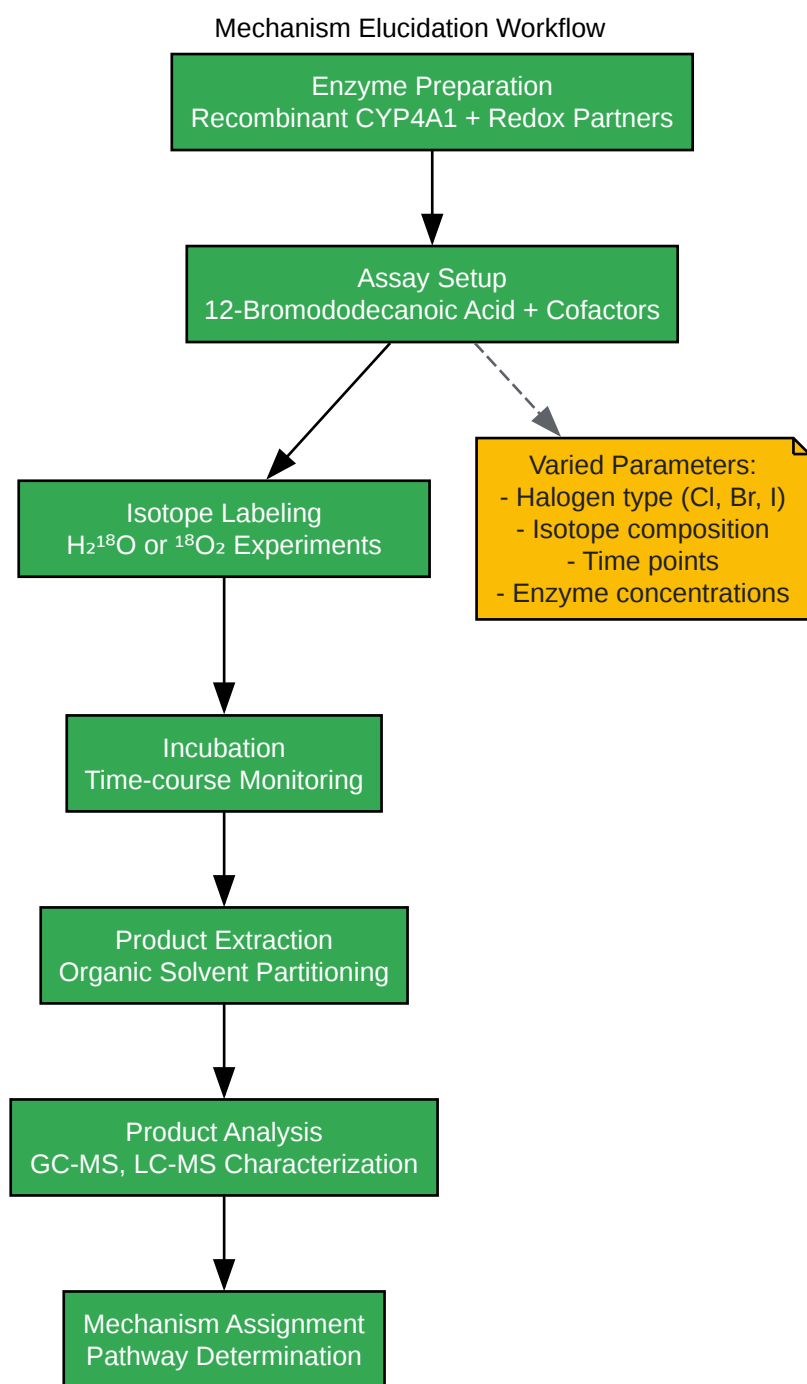 Mechanism Elucidation Workflow
Enzyme Preparation
Recombinant CYP4A1 + Redox Partners
Assay Setup
12-Bromododecanoic Acid + Cofactors
Isotope Labeling
H₂¹⁸O or ¹⁸O₂ Experiments
Varied Parameters:
- Halogen type (Cl, Br, I)
- Isotope composition
- Time points
- Enzyme concentrations
Incubation
Time-course Monitoring
Product Extraction
Organic Solvent Partitioning
Product Analysis
GC-MS, LC-MS Characterization
Mechanism Assignment
Pathway Determination